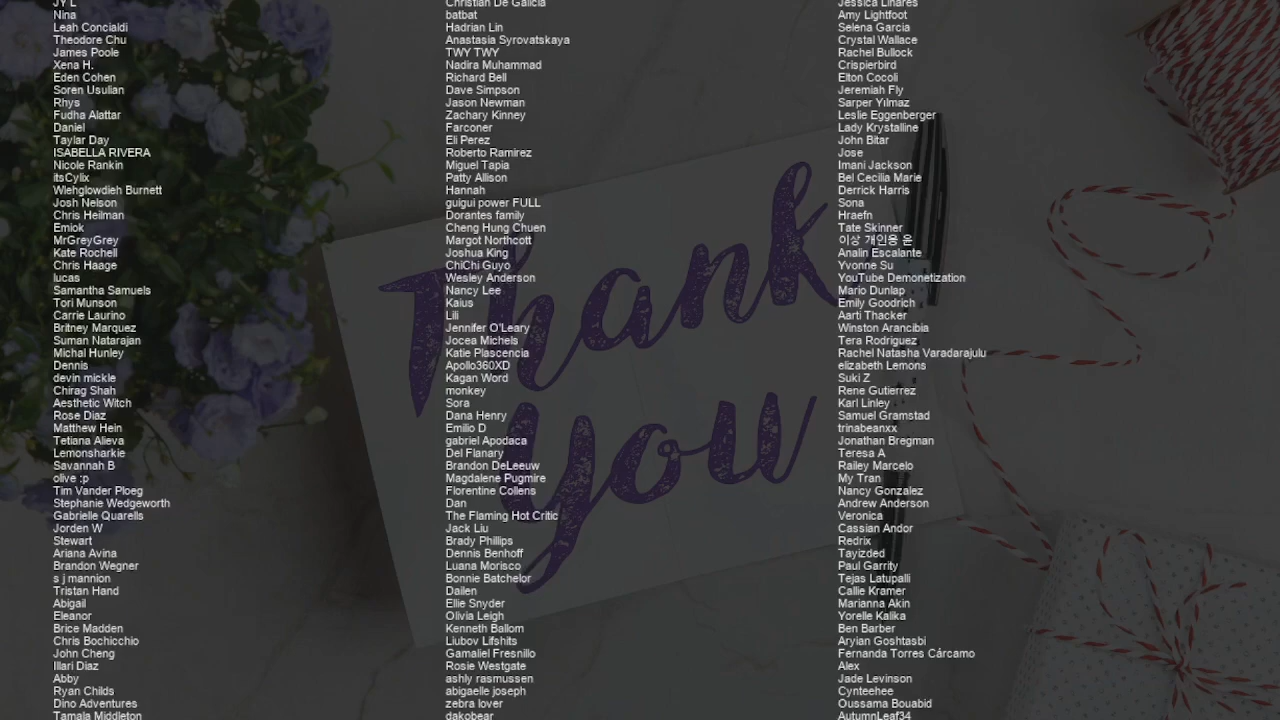 JY L
Nina
Leah Concialdi
Theodore Chu
James Poole
Xena H.
Eden Cohen
Soren Usulian
Rhys
Fudha Alattar
Daniel
Taylar Day
ISABELLA RIVERA
Nicole Rankin
itsCylix
Wiehglowdieh Burnett
Josh Nelson
Chris Heilman
Emiok
MrGreyGrey
Kate Rochell
Chris Haage
lucas
Samantha Samuels
Tori Munson
Carrie Laurino
Britney Marquez
Suman Natarajan
Michal Hunley
Dennis
devin mickle
Chirag Shah
Aesthetic Witch
Rose Diaz
Matthew Hein
Tetiana Alieva
Lemonsharkie
Savannah B
olive :p
Tim Vander Ploeg
Stephanie Wedgeworth
Gabrielle Quarells
Jorden W
Stewart
Ariana Avina
Brandon Wegner
s j mannion
Tristan Hand
Abigail
Eleanor
Brice Madden
Chris Bochicchio
John Cheng
Illari Diaz
Abby
Ryan Childs
Dino Adventures
Tamala Middleton
Christian De Galicia
batbat
Hadrian Lin
Anastasia Syrovatskaya
TWY TWY
Nadira Muhammad
Richard Bell
Dave Simpson
Jason Newman
Zachary Kinney
Farconer
Eli Perez
Roberto Ramirez
Miguel Tapia
Patty Allison
Hannah
guigui power FULL
Dorantes family
Cheng Hung Chuen
Margot Northcott
Joshua King
ChiChi Guyo
Wesley Anderson
Nancy Lee
Kaius
Lili
Jennifer O'Leary
Jocea Michels
Katie Plascencia
Apollo360XD
Kagan Word
monkey
Sora
Dana Henry
Emilio D
gabriel Apodaca
Del Flanary
Brandon DeLeeuw
Magdalene Pugmire
Florentine Collens
Dan
The Flaming Hot Critic
Jack Liu
Brady Phillips
Dennis Benhoff
Luana Morisco
Bonnie Batchelor
Dailen
Ellie Snyder
Olivia Leigh
Kenneth Ballom
Liubov Lifshits
Gamaliel Fresnillo
Rosie Westgate
ashly rasmussen
abigaelle joseph
zebra lover
dakobear
Jessica Linares
Amy Lightfoot
Selena Garcia
Crystal Wallace
Rachel Bullock
Crispierbird
Elton Cocoli
Jeremiah Fly
Sarper Yılmaz
Leslie Eggenberger
Lady Krystalline
John Bitar
Jose
Imani Jackson
Bel Cecilia Marie
Derrick Harris
Sona
Hraefn
Tate Skinner
이상 개인용 윤
Analin Escalante
Yvonne Su
YouTube Demonetization
Mario Dunlap
Emily Goodrich
Aarti Thacker
Winston Arancibia
Tera Rodriguez
Rachel Natasha Varadarajulu
elizabeth Lemons
Suki Z
Rene Gutierrez
Karl Linley
Samuel Gramstad
trinabeanxx
Jonathan Bregman
Teresa A
Railey Marcelo
My Tran
Nancy Gonzalez
Andrew Anderson
Veronica
Cassian Andor
Redrix
Tayizded
Paul Garrity
Tejas Latupalli
Callie Kramer
Marianna Akin
Yorelle Kalika
Ben Barber
Aryian Goshtasbi
Fernanda Torres Cárcamo
Alex
Jade Levinson
Cynteehee
Oussama Bouabid
AutumnLeaf34
Thank
you